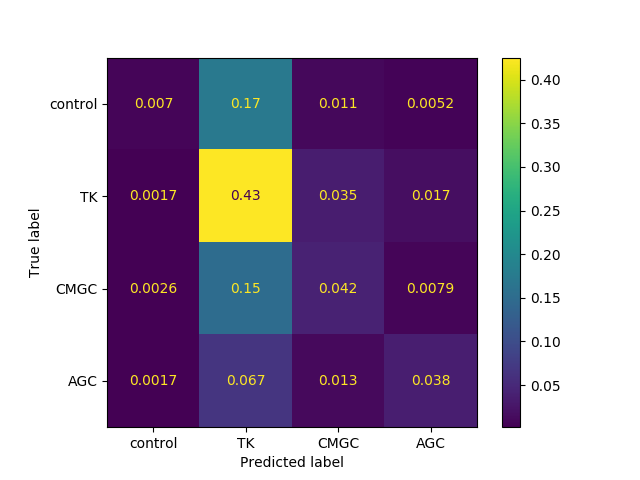 control 0.007 0.17 0.011 0.0052
TK 0.0017 0.43 0.035 0.017
CMGC 0.0026 0.15 0.042 0.0079
AGC 0.0017 0.067 0.013 0.038
control TK CMGC AGC
Predicted label
True label
0.40
0.35
0.30
0.25
0.20
0.15
0.10
0.05